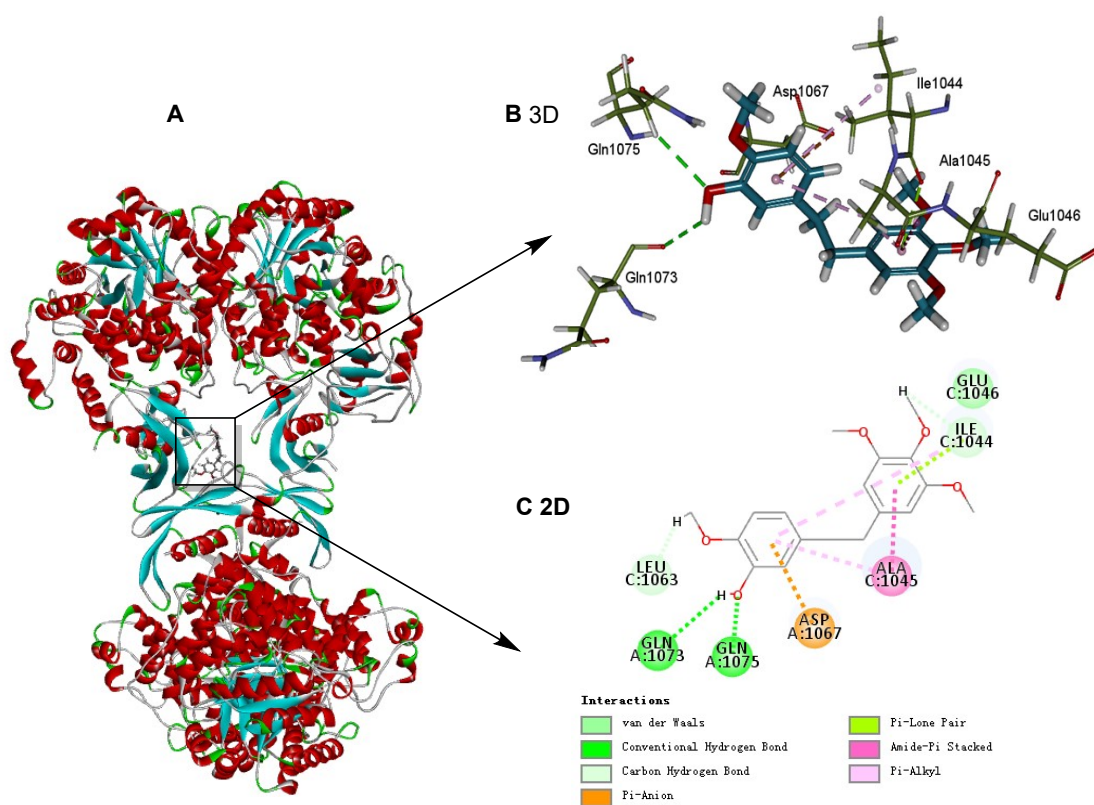 A
B 3D
Asp1067
Ile1044
Gln1075
Ala1045
Glu1046
Gln1073
C 2D
H
O
O
O
O
H
O
H
O
GLU
C:1046
ILE
C:1044
LEU
C:1063
ALA
C:1045
ASP
A:1067
GLN
A:1073
GLN
A:1075
Interactions
van der Waals
Conventional Hydrogen Bond
Carbon Hydrogen Bond
Pi-Anion
Pi-Lone Pair
Amide-Pi Stacked
Pi-Alkyl